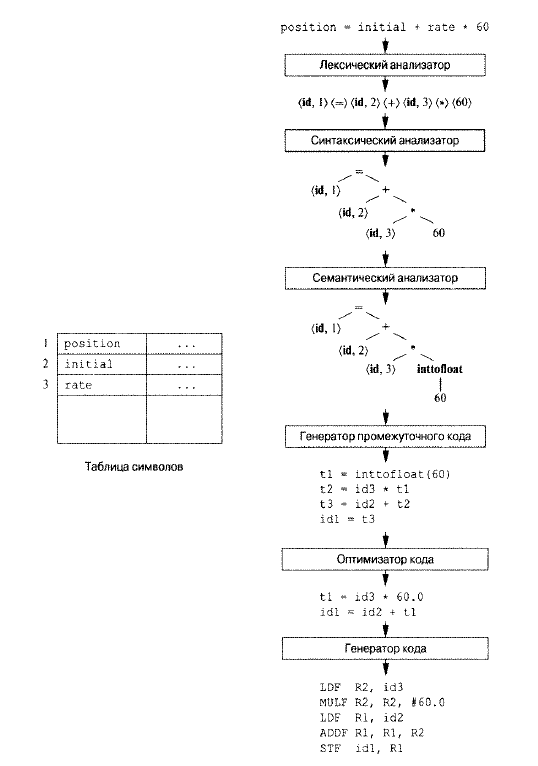 position = initial + rate * 60
Лексический анализатор
⟨id, 1⟩ ⟨=⟩ ⟨id, 2⟩ ⟨+⟩ ⟨id, 3⟩ ⟨*⟩ ⟨60⟩
Синтаксический анализатор
=
⟨id, 1⟩ +
⟨id, 2⟩ *
⟨id, 3⟩ 60
Семантический анализатор
=
⟨id, 1⟩ +
⟨id, 2⟩ *
⟨id, 3⟩ inttofloat
60
1 position ...
2 initial ...
3 rate ...
Таблица символов
Генератор промежуточного кода
t1 = inttofloat(60)
t2 = id3 * t1
t3 = id2 + t2
id1 = t3
Оптимизатор кода
t1 = id3 * 60.0
id1 = id2 + t1
Генератор кода
LDF R2, id3
MULF R2, R2, #60.0
LDF R1, id2
ADDF R1, R1, R2
STF id1, R1